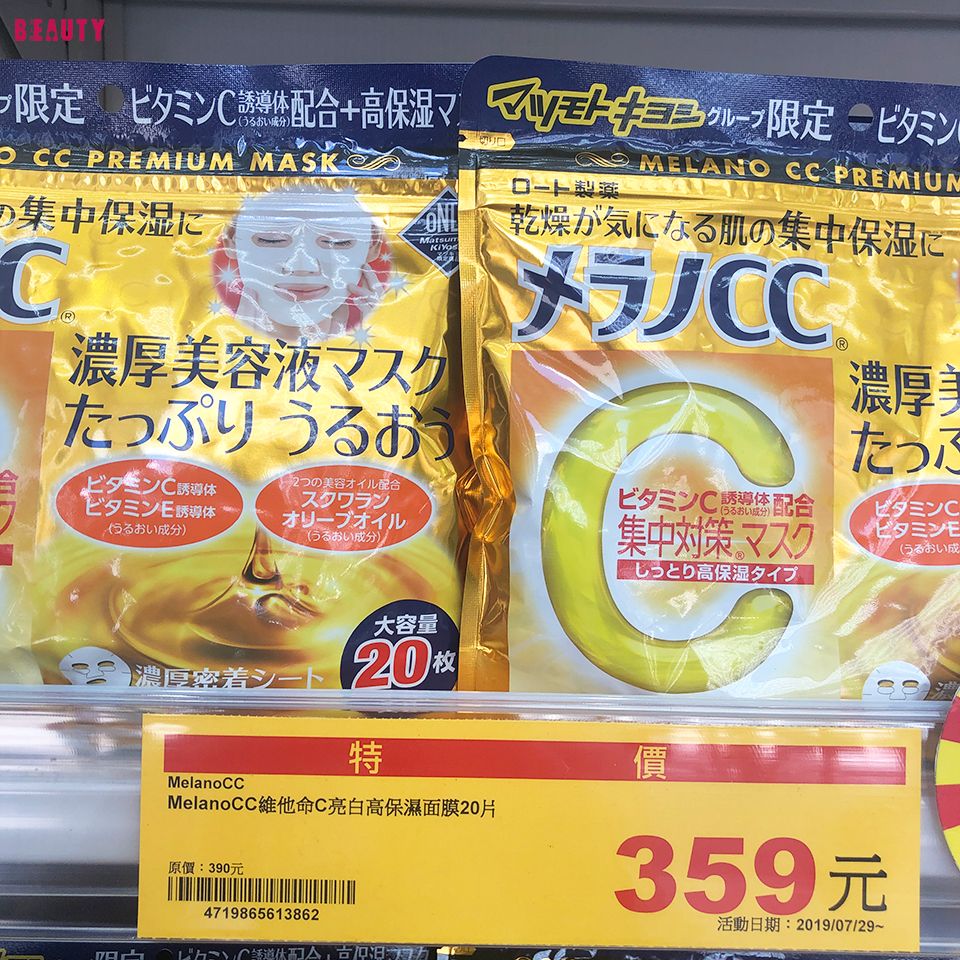 BEAUTY
プ限定 ビタミンC誘導体(うるおい成分)配合+高保湿マ
O CC PREMIUM MASK
の集中保湿に
CC®
ONL
Matsum
KiYos
濃厚美容液マスク
たっぷり うるおう
ビタミンC誘導体
ビタミンE誘導体
(うるおい成分)
2つの美容オイル配合
スクワラン
オリーブオイル
(うるおい成分)
大容量
20枚
濃厚密着シート
マツモトキヨシグループ限定 ビタミン
切り口
MELANO CC PREMIUM
ロート製薬
乾燥が気になる肌の集中保湿に
メラノCC®
濃厚美
たっぷ
ビタミンC誘導体(うるおい成分)配合
集中対策®マスク
しっとり高保湿タイプ
ビタミンC
ビタミンE
(うるおい成
濃
特價
MelanoCC
MelanoCC維他命C亮白高保濕面膜20片
原價:390元
4719865613862
359元
活動日期:2019/07/29~